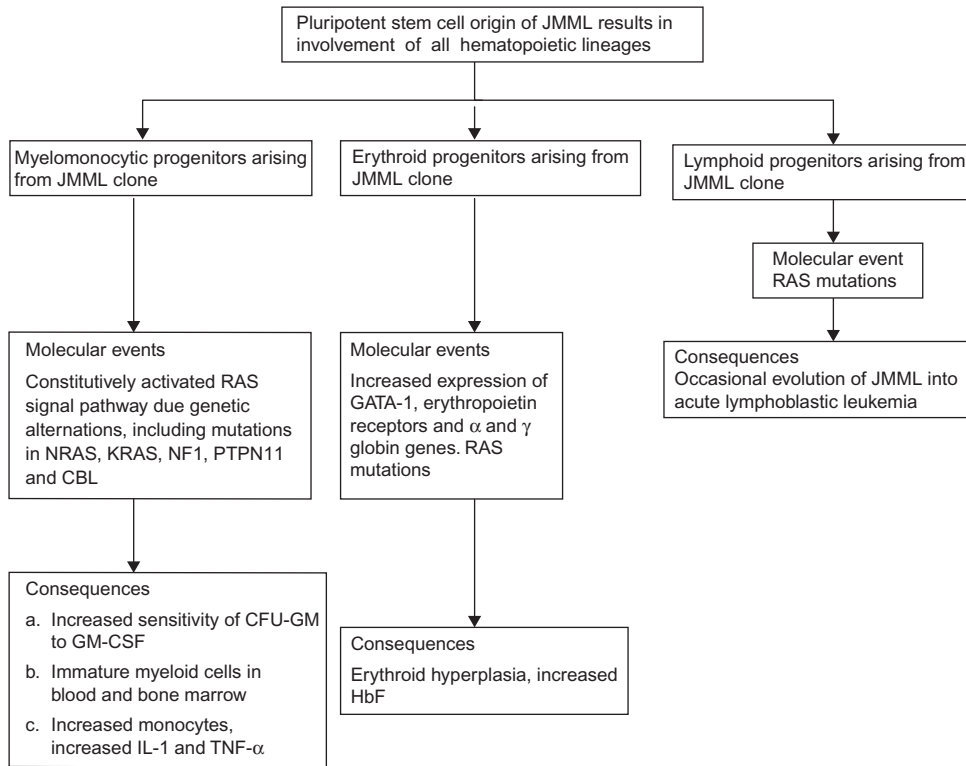 Pluripotent stem cell origin of JMML results in
involvement of all hematopoietic lineages
Myelomonocytic progenitors arising
from JMML clone
Erythroid progenitors arising from
JMML clone
Lymphoid progenitors arising from
JMML clone
Molecular event
RAS mutations
Molecular events
Constitutively activated RAS
signal pathway due genetic
alternations, including mutations
in NRAS, KRAS, NF1, PTPN11
and CBL
Molecular events
Increased expression of
GATA-1, erythropoietin
receptors and α and γ
globin genes. RAS
mutations
Consequences
Occasional evolution of JMML into
acute lymphoblastic leukemia
Consequences
a. Increased sensitivity of CFU-GM
to GM-CSF
b. Immature myeloid cells in
blood and bone marrow
c. Increased monocytes,
increased IL-1 and TNF-α
Consequences
Erythroid hyperplasia, increased
HbF